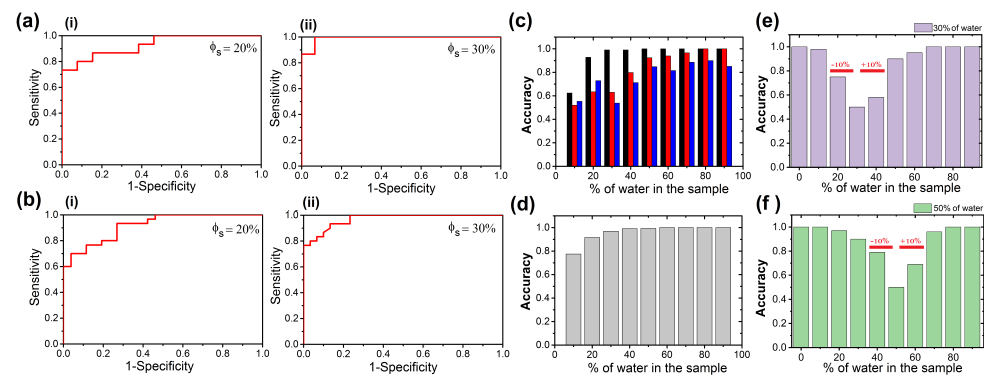 (a)
(i)
ϕs = 20%
Sensitivity
1.0
0.8
0.6
0.4
0.2
0.0
0.0 0.2 0.4 0.6 0.8 1.0
1-Specificity
(ii)
ϕs = 30%
Sensitivity
1.0
0.8
0.6
0.4
0.2
0.0
0.0 0.2 0.4 0.6 0.8 1.0
1-Specificity
(b)
(i)
ϕs = 20%
Sensitivity
1.0
0.8
0.6
0.4
0.2
0.0
0.0 0.2 0.4 0.6 0.8 1.0
1-Specificity
(ii)
ϕs = 30%
Sensitivity
1.0
0.8
0.6
0.4
0.2
0.0
0.0 0.2 0.4 0.6 0.8 1.0
1-Specificity
(c)
Accuracy
1.0
0.8
0.6
0.4
0.2
0.0
0 20 40 60 80 100
% of water in the sample
(d)
Accuracy
1.0
0.8
0.6
0.4
0.2
0.0
0 20 40 60 80 100
% of water in the sample
(e)
30% of water
-10% +10%
Accuracy
1.0
0.8
0.6
0.4
0.2
0.0
0 20 40 60 80
% of water in the sample
(f)
50% of water
-10% +10%
Accuracy
1.0
0.8
0.6
0.4
0.2
0.0
0 20 40 60 80
% of water in the sample